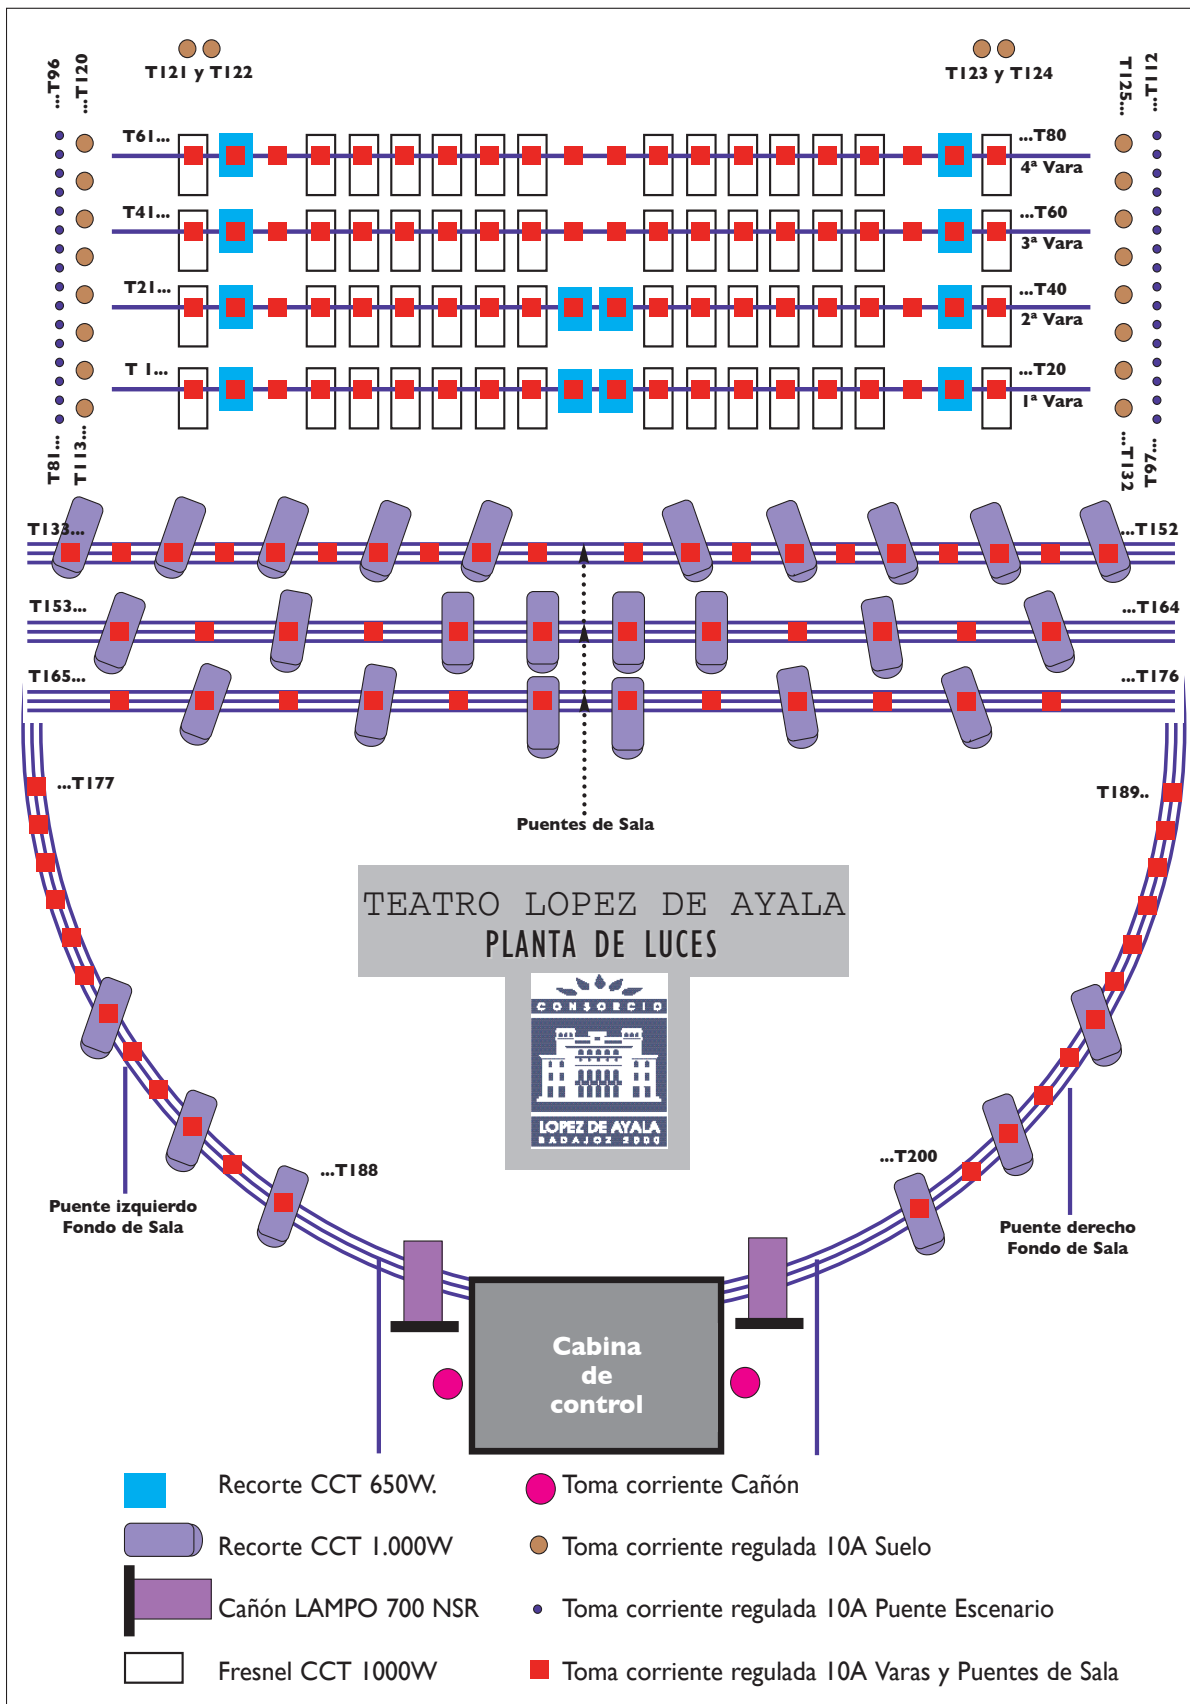 T121 y T122
T123 y T124
...T96
...T120
T125...
...T112
T61...
...T80
4ª Vara
T41...
...T60
3ª Vara
T21...
...T40
2ª Vara
T 1...
...T20
1ª Vara
T81...
T113...
...T132
T97...
T133...
...T152
T153...
...T164
T165...
...T176
...T177
T189..
Puentes de Sala
TEATRO LOPEZ DE AYALA
PLANTA DE LUCES
CONSORCIO
LOPEZ DE AYALA
BADAJOZ 2000
...T188
...T200
Puente izquierdo
Fondo de Sala
Puente derecho
Fondo de Sala
Cabina
de
control
Recorte CCT 650W.
Toma corriente Cañón
Recorte CCT 1.000W
Toma corriente regulada 10A Suelo
Cañón LAMPO 700 NSR
Toma corriente regulada 10A Puente Escenario
Fresnel CCT 1000W
Toma corriente regulada 10A Varas y Puentes de Sala